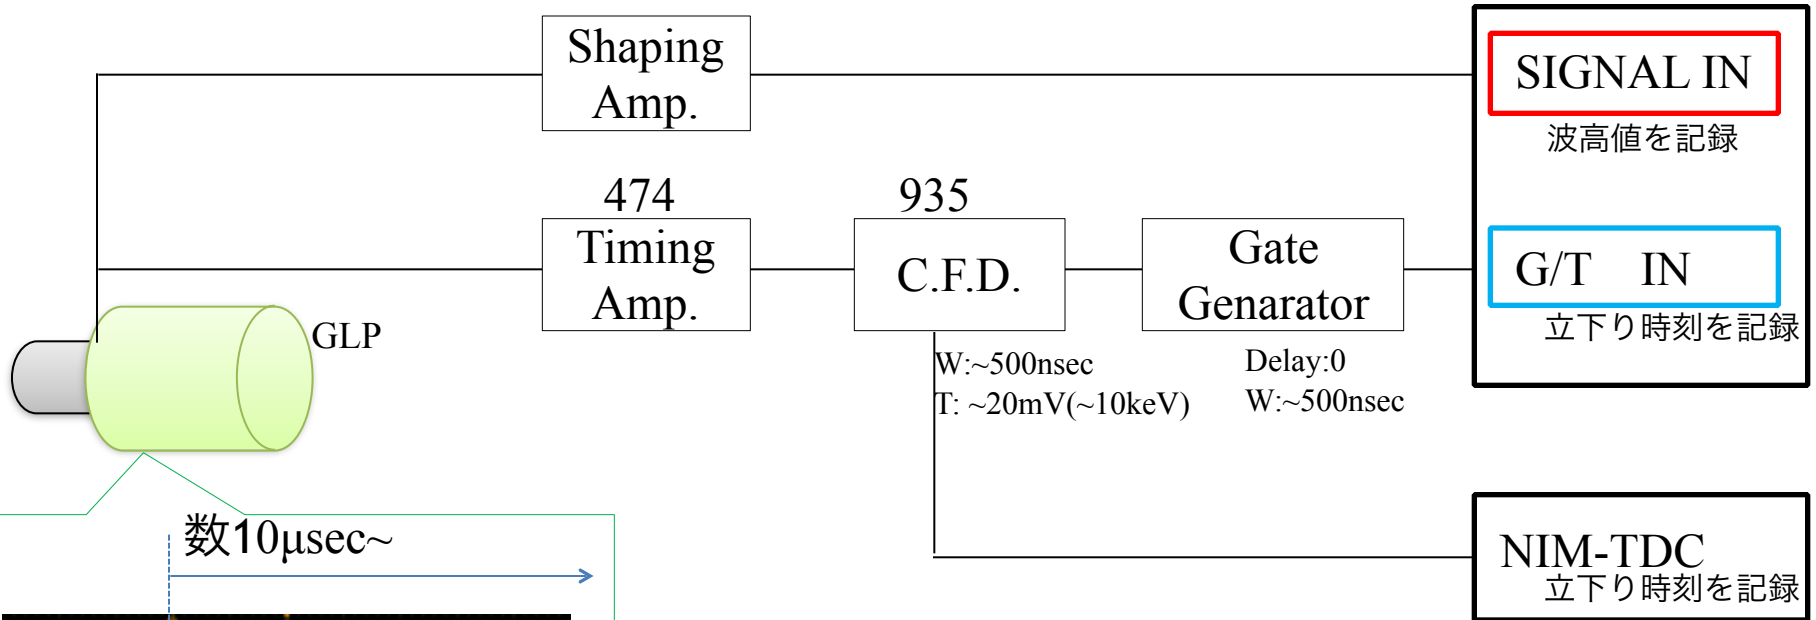 Shaping
Amp.
SIGNAL IN
波高値を記録
474
Timing
Amp.
935
C.F.D.
Gate
Genarator
G/T IN
立下り時刻を記録
GLP
W:~500nsec
T: ~20mV(~10keV)
Delay:0
W:~500nsec
数10μsec~
NIM-TDC
立下り時刻を記録